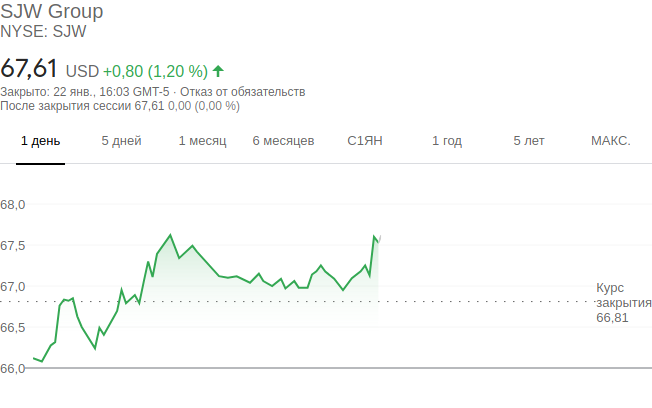 SJW Group
NYSE: SJW
67,61 USD +0,80 (1,20 %)
Закрыто: 22 янв., 16:03 GMT-5 · Отказ от обязательств
После закрытия сессии 67,61 0,00 (0,00 %)
1 день 5 дней 1 месяц 6 месяцев С1ЯН 1 год 5 лет МАКС.
68,0
67,5
67,0
Курс
закрытия
66,81
66,5
66,0